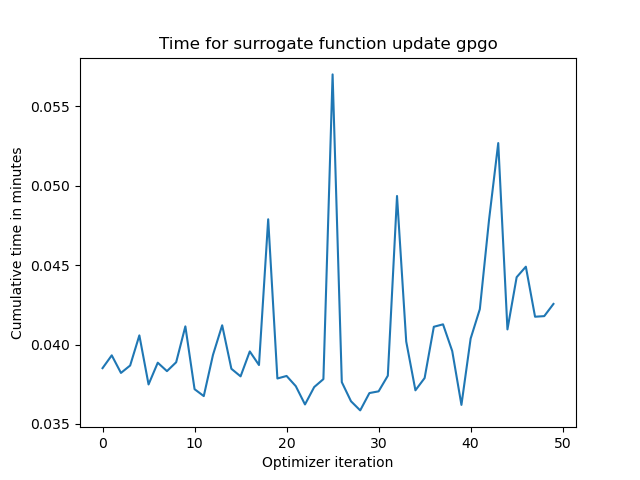 Time for surrogate function update gpgo
Cumulative time in minutes
0.055
0.050
0.045
0.040
0.035
0 10 20 30 40 50
Optimizer iteration